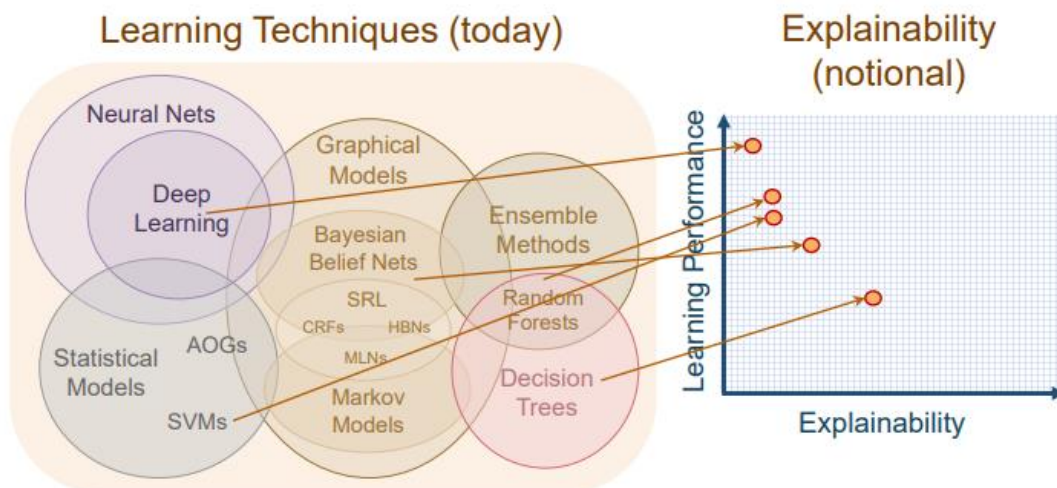 Learning Techniques (today)
Explainability
(notional)
Neural Nets
Deep
Learning
Graphical
Models
Bayesian
Belief Nets
SRL
CRFs
HBNs
MLNs
Markov
Models
Ensemble
Methods
Random
Forests
Decision
Trees
Statistical
Models
AOGs
SVMs
Learning Performance
Explainability